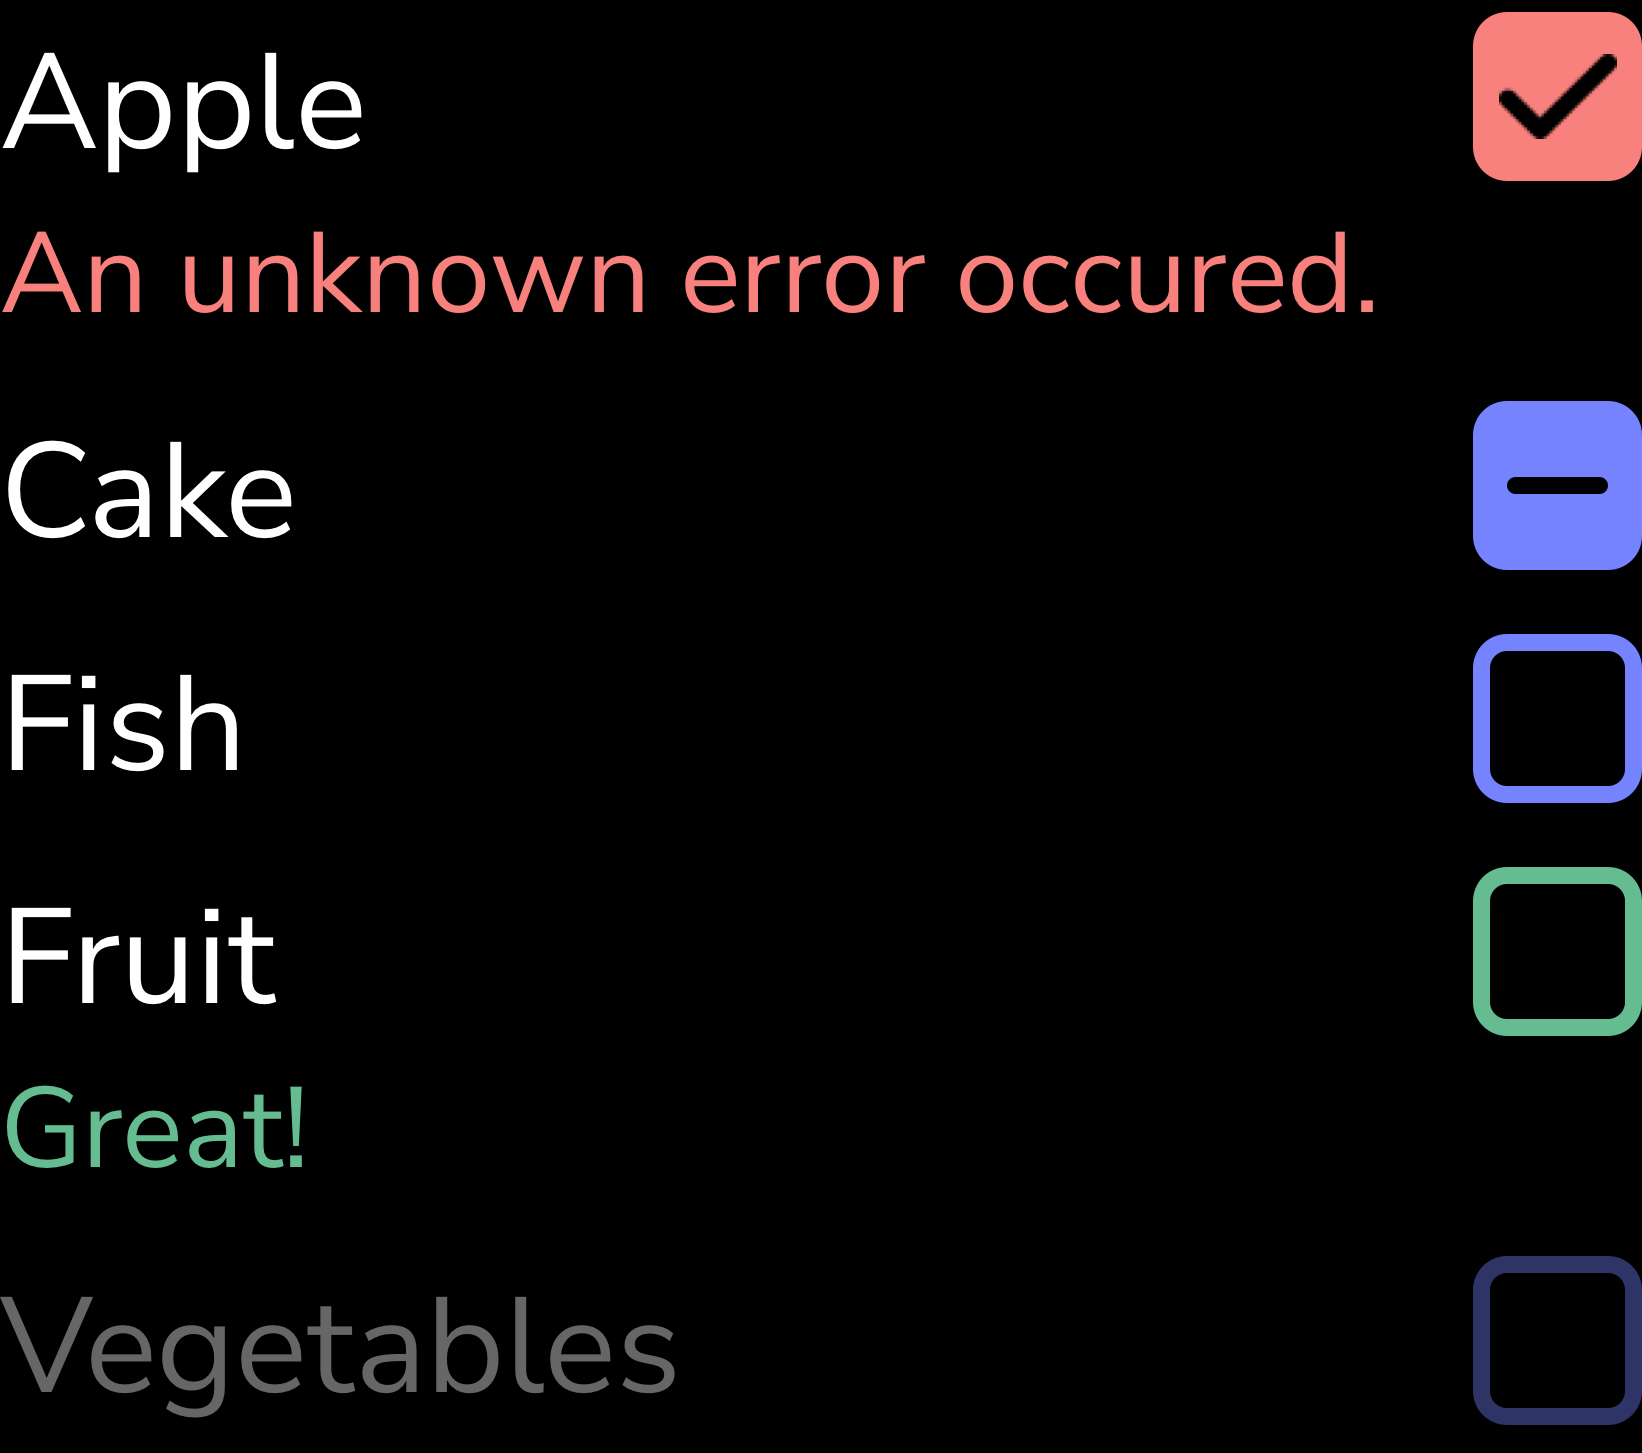 Apple
An unknown error occured.
Cake
Fish
Fruit
Great!
Vegetables